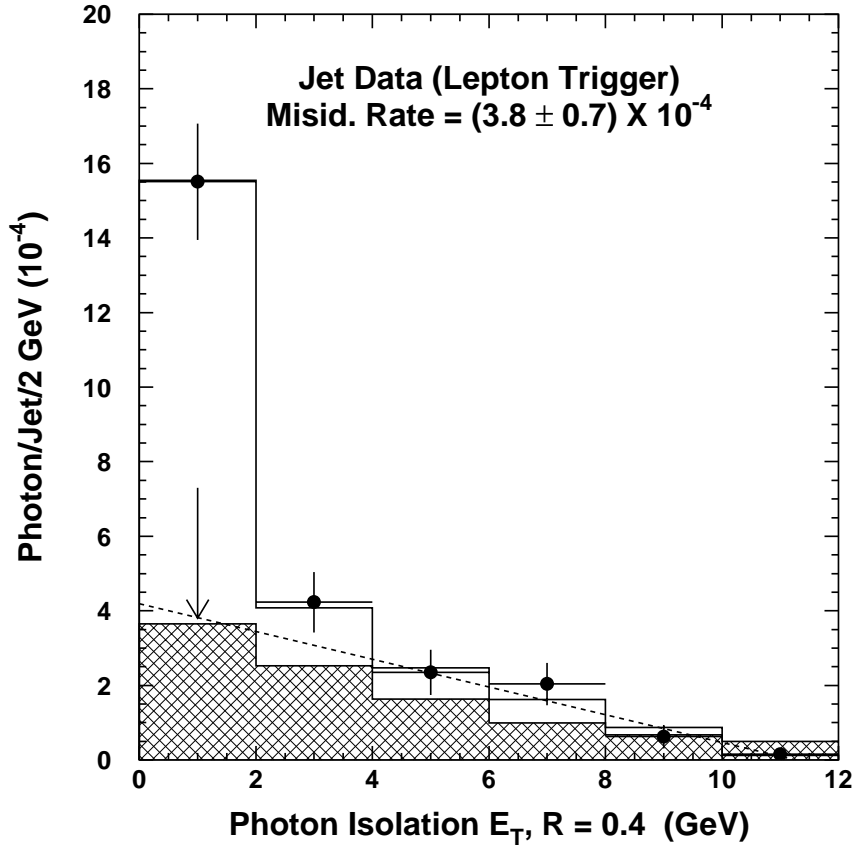 Jet Data (Lepton Trigger)
Misid. Rate = (3.8 ± 0.7) X 10^-4
Photon/Jet/2 GeV (10^-4)
20
18
16
14
12
10
8
6
4
2
0
0 2 4 6 8 10 12
Photon Isolation E_T, R = 0.4 (GeV)